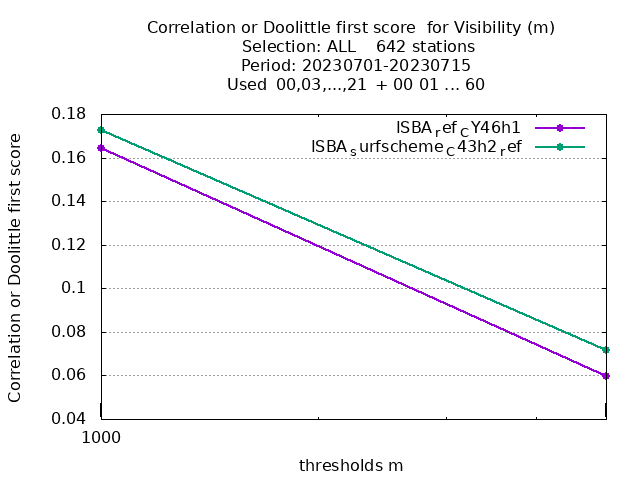 Correlation or Doolittle first score  for Visibility (m)
Selection: ALL    642 stations
Period: 20230701-20230715
Used  00,03,...,21  + 00 01 ... 60
0.18
0.16
0.14
0.12
0.1
0.08
0.06
0.04
Correlation or Doolittle first score
ISBA_ref_CY46h1
ISBA_surfscheme_C43h2_ref
1000
thresholds m